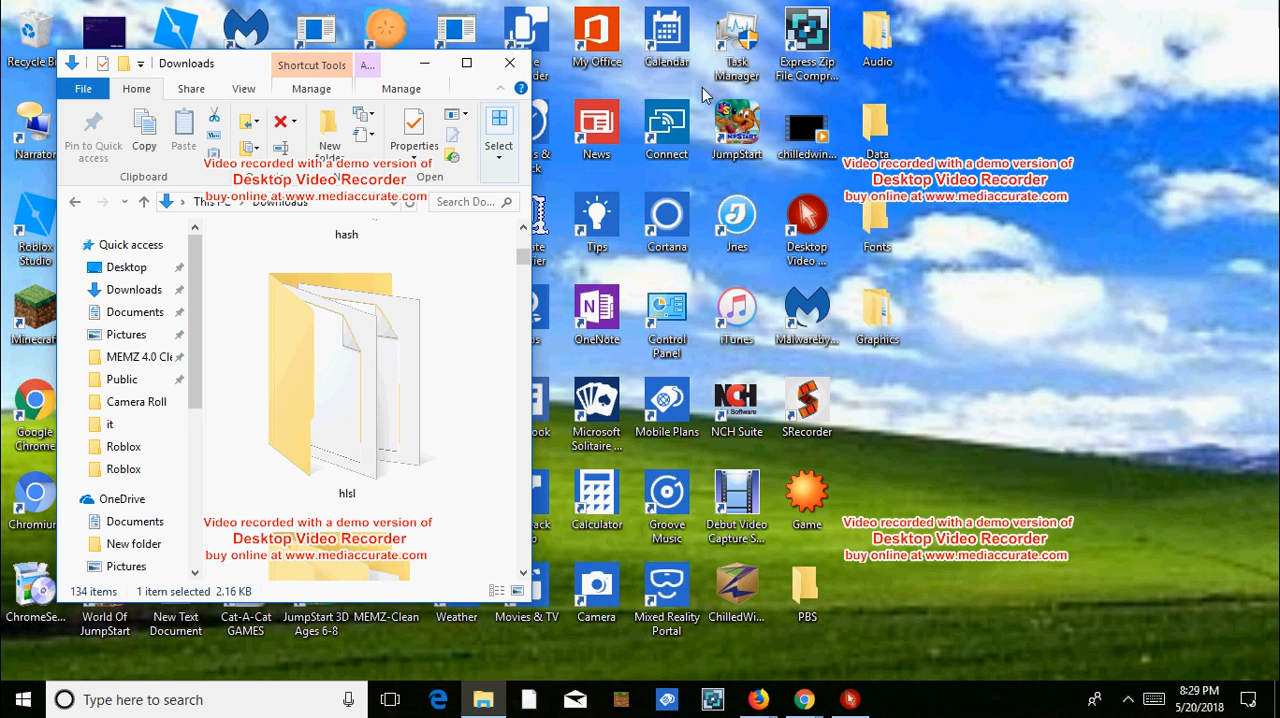 Recycle Bi
Downloads
Shortcut Tools
A...
File
Home
Share
View
Manage
Manage
Pin to Quick
access
Copy
Paste
New
Properties
Select
Clipboard
Open
Search Do...
hash
Quick access
Desktop
Downloads
Documents
Pictures
MEMZ 4.0 Cle
Public
Camera Roll
it
Roblox
Roblox
OneDrive
Documents
New folder
Pictures
hlsl
134 items
1 item selected 2.16 KB
Video recorded with a demo version of
Desktop Video Recorder
buy online at www.mediaccurate.com
Video recorded with a demo version of
Desktop Video Recorder
buy online at www.mediaccurate.com
Video recorded with a demo version of
Desktop Video Recorder
buy online at www.mediaccurate.com
Video recorded with a demo version of
Desktop Video Recorder
buy online at www.mediaccurate.com
My Office
Calendar
Task
Manager
Express Zip
File Compr...
Audio
Narrator
News
Connect
JumpStart
chilledwin...
Data
Roblox
Studio
Tips
Cortana
Jnes
Desktop
Video ...
Fonts
Minecraf
OneNote
Control
Panel
iTunes
Malwareby...
Graphics
Google
Chrome
Microsoft
Solitaire ...
Mobile Plans
NCH Suite
SRecorder
Chromium
Calculator
Groove
Music
Debut Video
Capture S...
Game
ChromeSe...
World Of
JumpStart
New Text
Document
Cat-A-Cat
GAMES
JumpStart 3D
Ages 6-8
MEMZ-Clean
Weather
Movies & TV
Camera
Mixed Reality
Portal
ChilledWi...
PBS
Type here to search
8:29 PM
5/20/2018